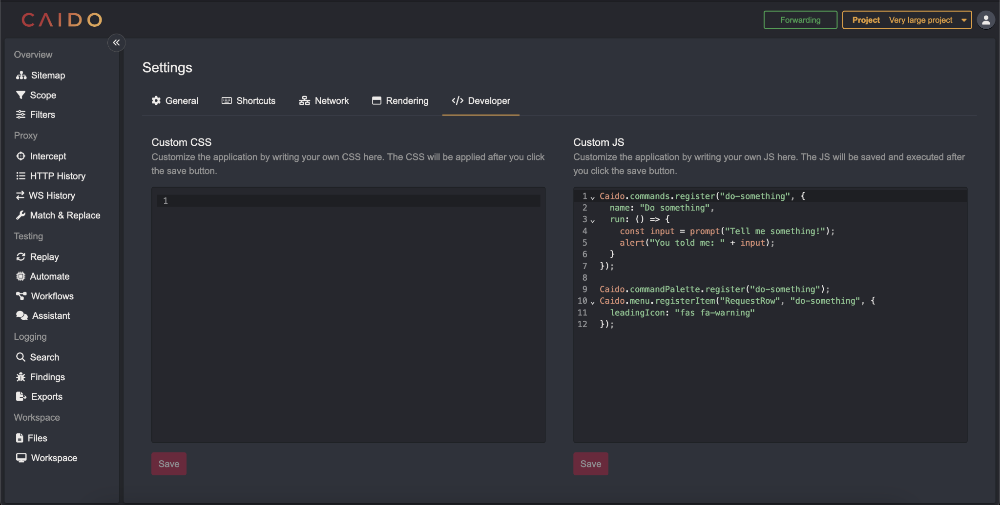 CAIDO
Forwarding
Project Very large project
Overview
Sitemap
Scope
Filters
Proxy
Intercept
HTTP History
WS History
Match & Replace
Testing
Replay
Automate
Workflows
Assistant
Logging
Search
Findings
Exports
Workspace
Files
Workspace
Settings
General Shortcuts Network Rendering </> Developer
Custom CSS
Customize the application by writing your own CSS here. The CSS will be applied after you click
the save button.
1
Save
Custom JS
Customize the application by writing your own JS here. The JS will be saved and executed after
you click the save button.
1 Caido.commands.register("do-something", {
2   name: "Do something",
3   run: () => {
4     const input = prompt("Tell me something!");
5     alert("You told me: " + input);
6   }
7 });
8
9 Caido.commandPalette.register("do-something");
10 Caido.menu.registerItem("RequestRow", "do-something", {
11   leadingIcon: "fas fa-warning"
12 });
Save